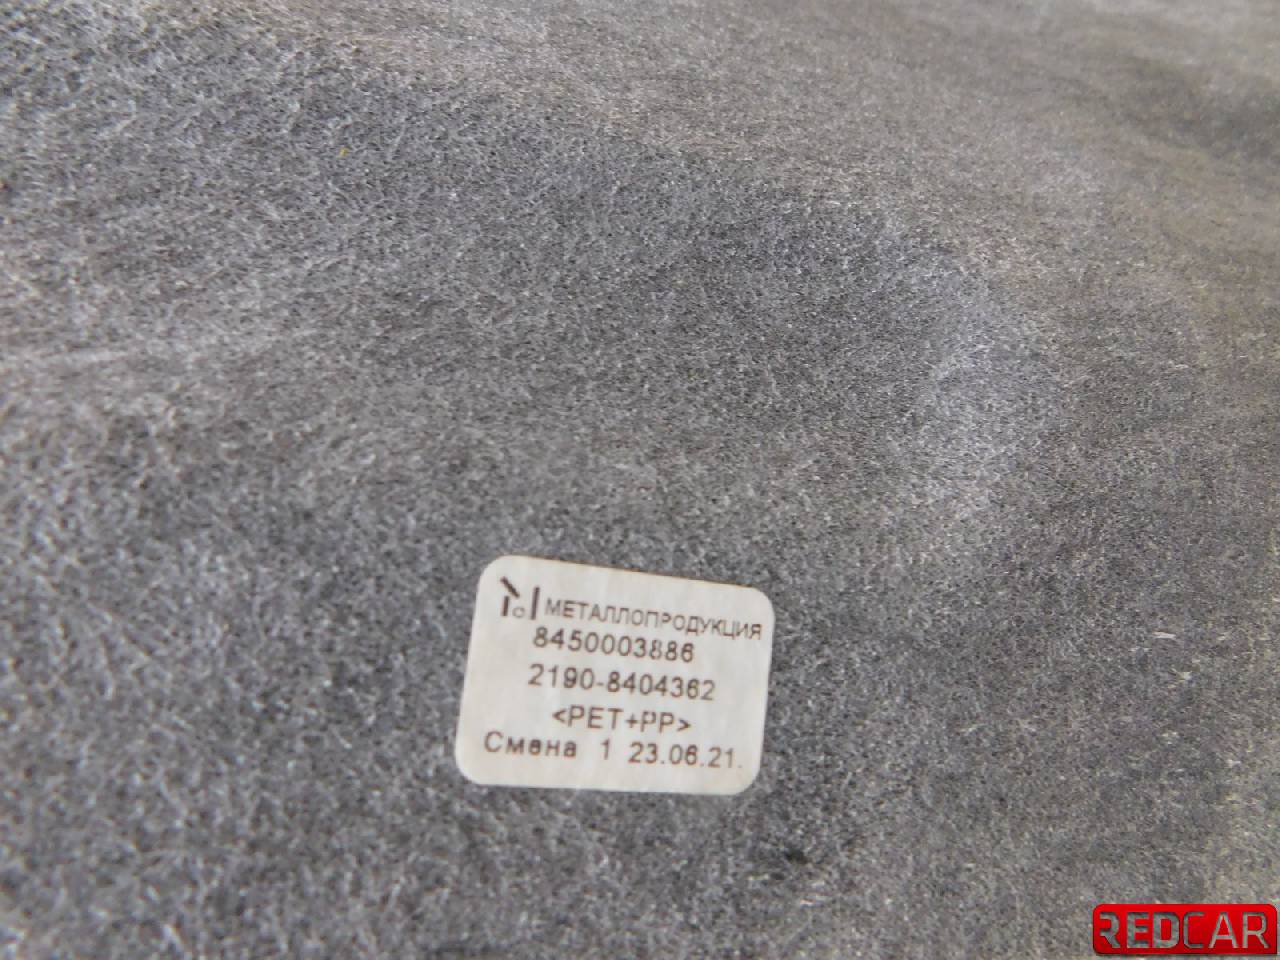 МЕТАЛЛОПРОДУКЦИЯ
8450003886
2190-8404362
<PET+PP>
Смена 1 23.06.21.
REDCAR